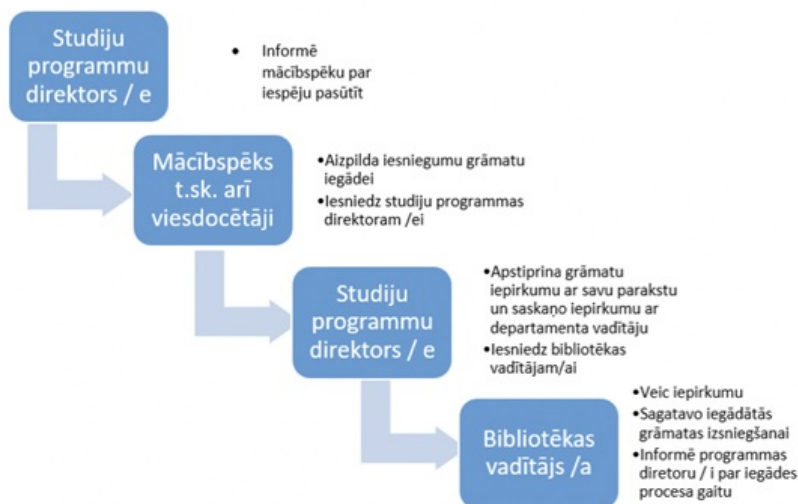 Studiju
programmu
direktors / e
• Informē
mācībspēku par
iespēju pasūtīt
Mācībspēks
t.sk. arī
viesdocētāji
•Aizpilda iesniegumu grāmatu
iegādei
•Iesniedz studiju programmas
direktoram /ei
Studiju
programmu
direktors / e
•Apstiprina grāmatu
iepirkumu ar savu parakstu
un saskaņo iepirkumu ar
departamenta vadītāju
•Iesniedz bibliotēkas
vadītājam/ai
Bibliotēkas
vadītājs /a
•Veic iepirkumu
•Sagatavo iegādātās
grāmatas izsniegšanai
•Informē programmas
diretoru / i par iegādes
procesa gaitu